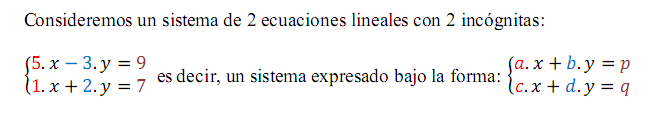 Consideremos un sistema de 2 ecuaciones lineales con 2 incógnitas:
{5. x − 3. y = 9
{1. x + 2. y = 7 es decir, un sistema expresado bajo la forma: {a. x + b. y = p
{c. x + d. y = q